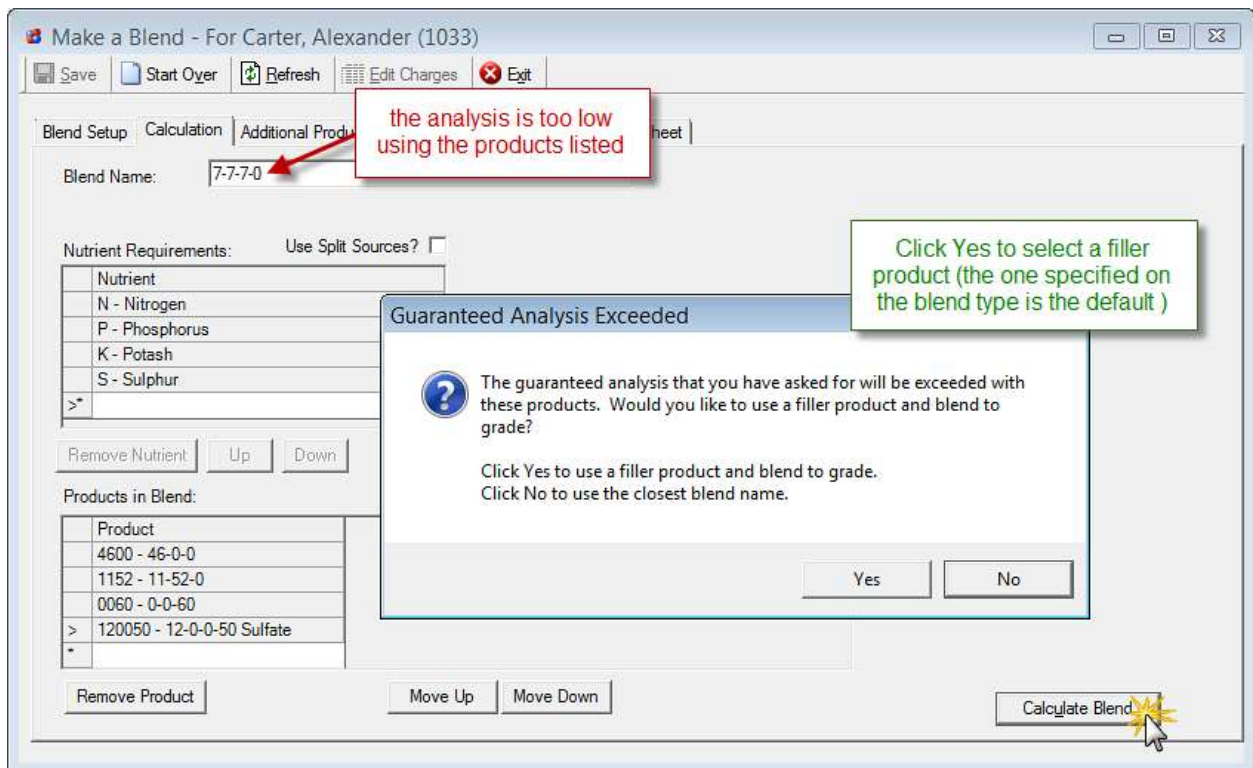 Make a Blend - For Carter, Alexander (1033)
Save Start Over Refresh Edit Charges Exit
the analysis is too low
using the products listed
Blend Setup Calculation Additional Produ heet
Blend Name: 7-7-7-0
Click Yes to select a filler
product (the one specified on
the blend type is the default )
Nutrient Requirements: Use Split Sources?
Nutrient
N - Nitrogen
P - Phosphorus
K - Potash
S - Sulphur
>*
Guaranteed Analysis Exceeded
The guaranteed analysis that you have asked for will be exceeded with
these products. Would you like to use a filler product and blend to
grade?
Click Yes to use a filler product and blend to grade.
Click No to use the closest blend name.
Yes No
Remove Nutrient Up Down
Products in Blend:
Product
4600 - 46-0-0
1152 - 11-52-0
0060 - 0-0-60
> 120050 - 12-0-0-50 Sulfate
*
Remove Product Move Up Move Down
Calculate Blend